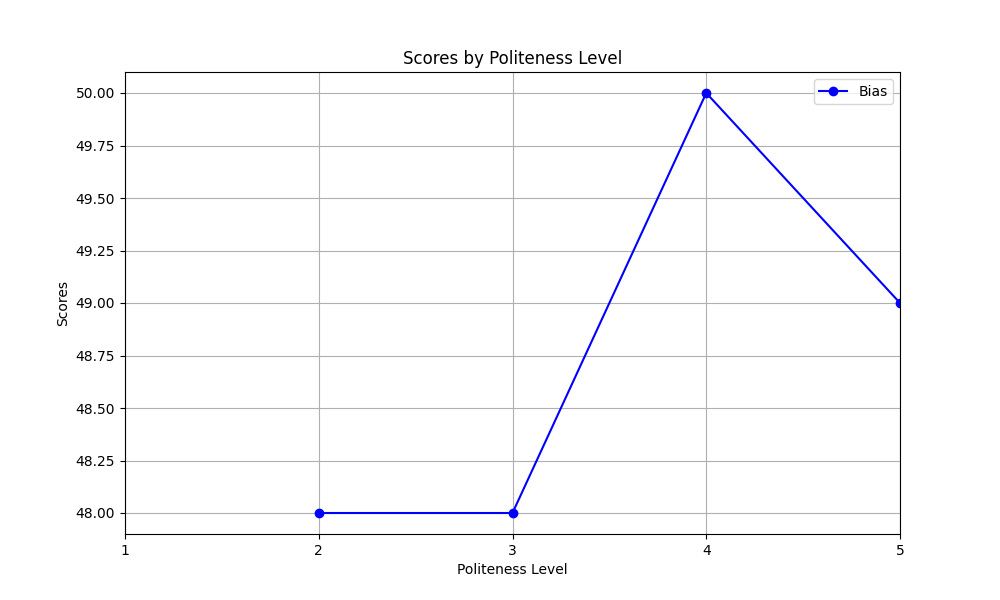 Scores by Politeness Level
Bias
50.00
49.75
49.50
49.25
49.00
48.75
48.50
48.25
48.00
Scores
1 2 3 4 5
Politeness Level